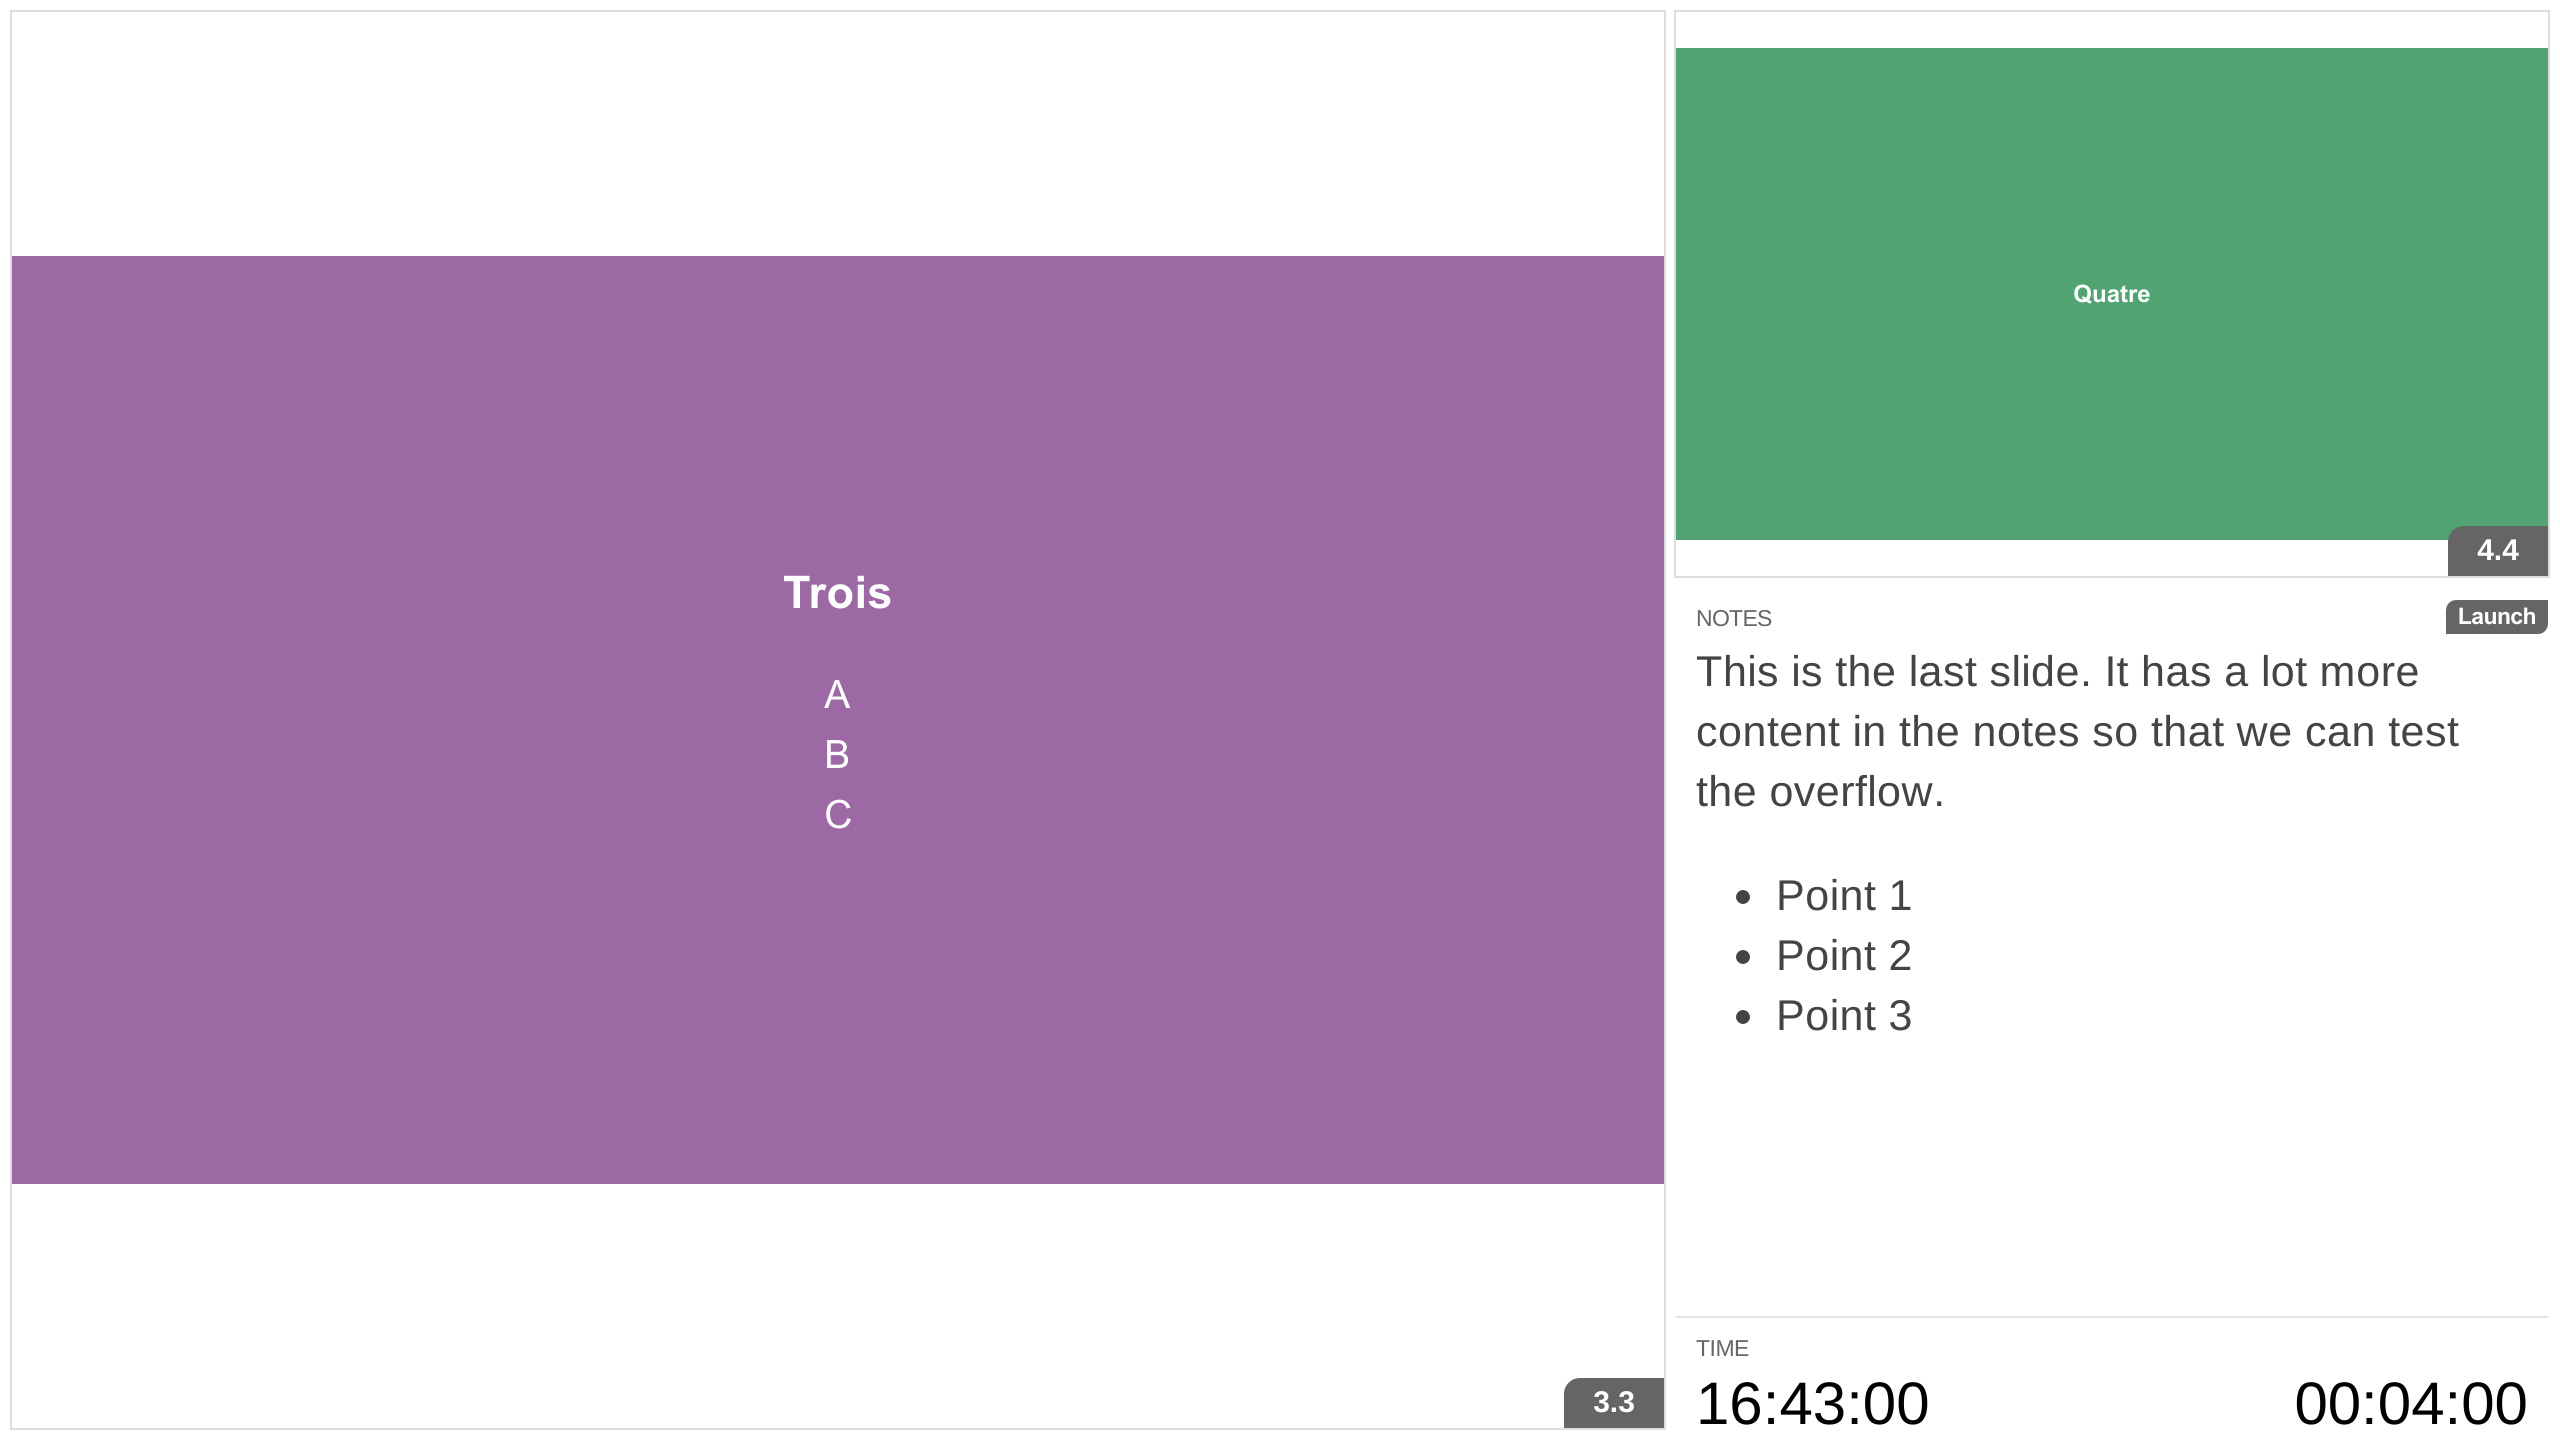 Trois
A
B
C
3.3
Quatre
4.4
NOTES
Launch
This is the last slide. It has a lot more
content in the notes so that we can test
the overflow.
Point 1
Point 2
Point 3
TIME
16:43:00
00:04:00